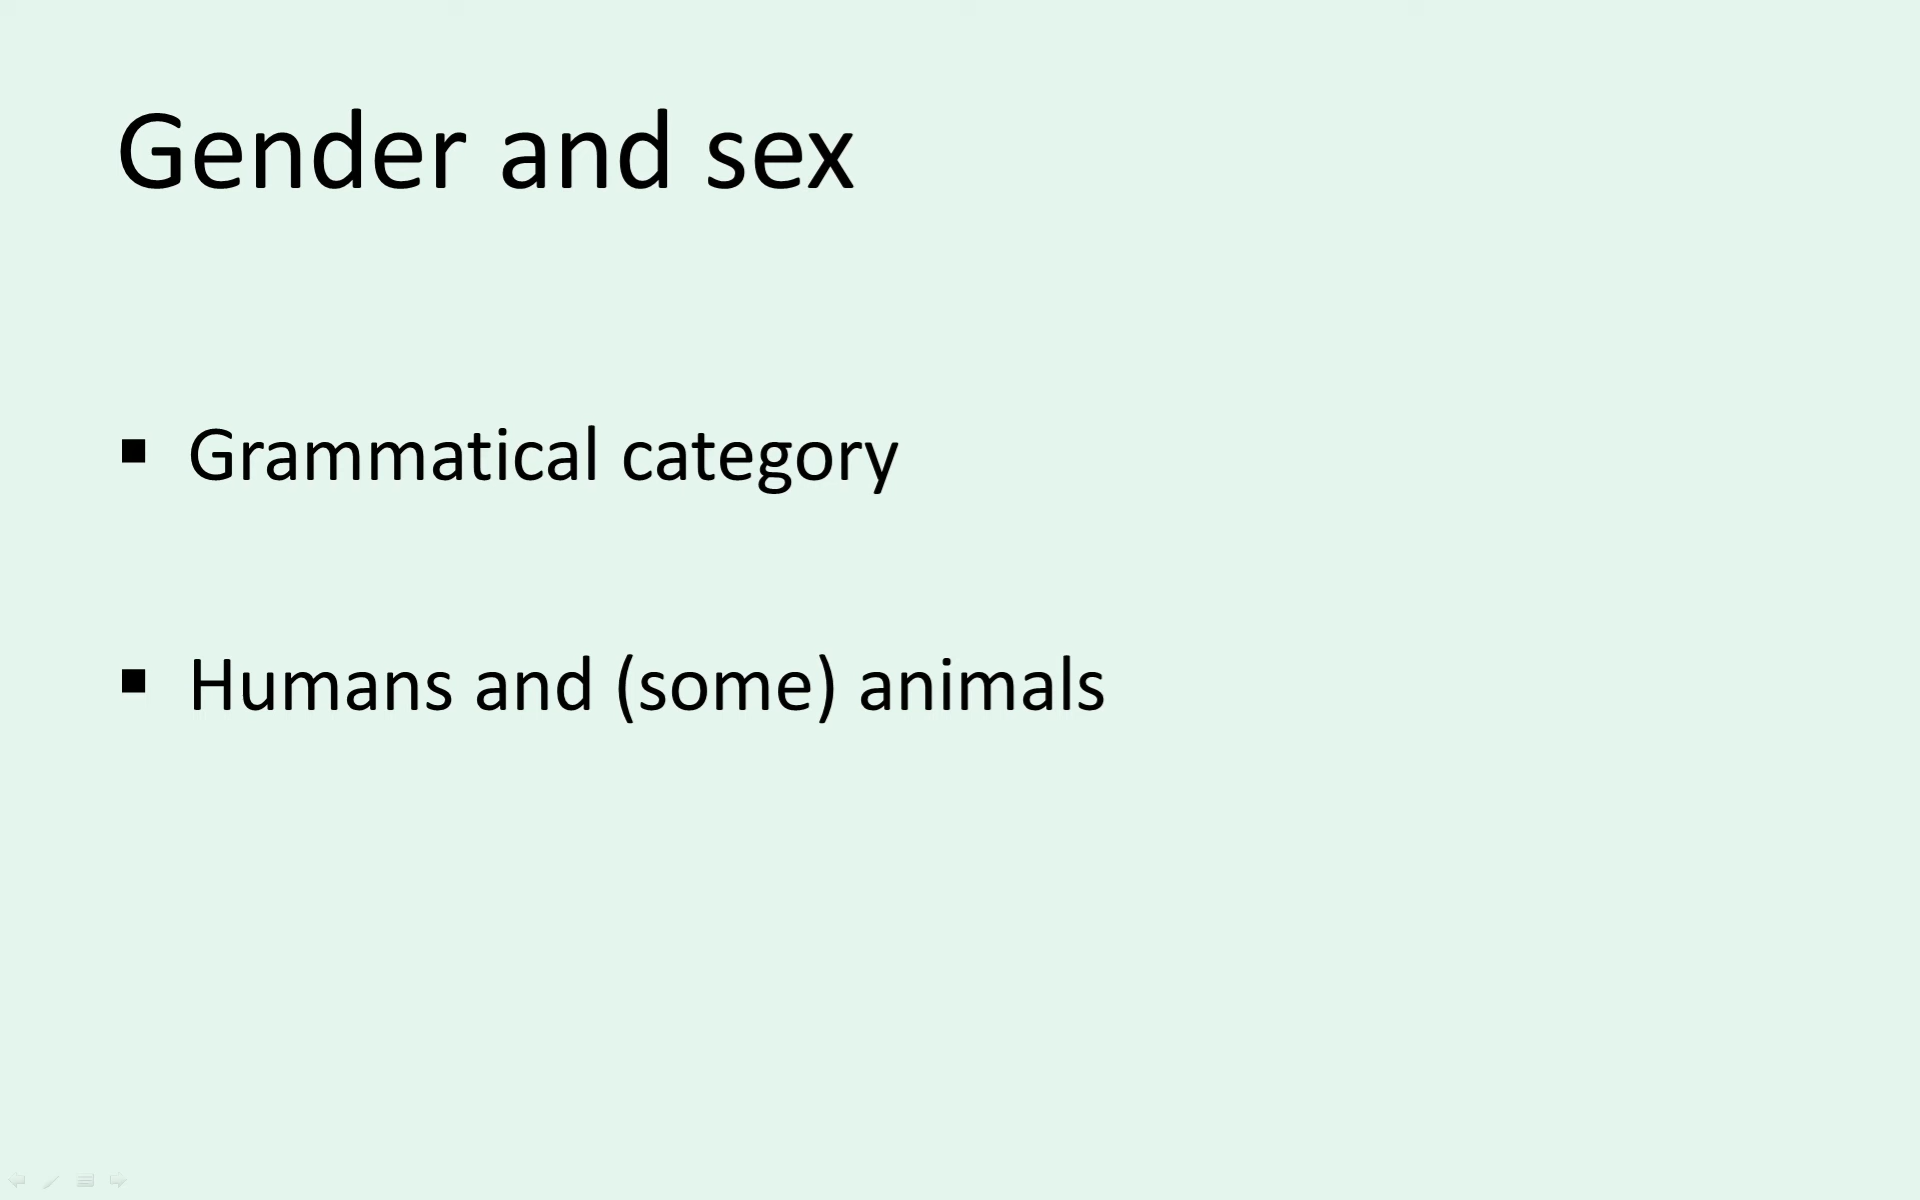 Gender and sex
▪ Grammatical category
▪ Humans and (some) animals